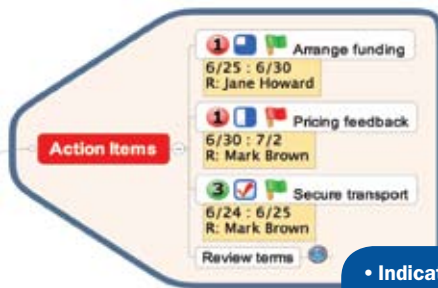 1 Arrange funding
6/25 : 6/30
R: Jane Howard
1 Pricing feedback
6/30 : 7/2
R: Mark Brown
Action Items
3 Secure transport
6/24 : 6/25
R: Mark Brown
Review terms
• Indicat